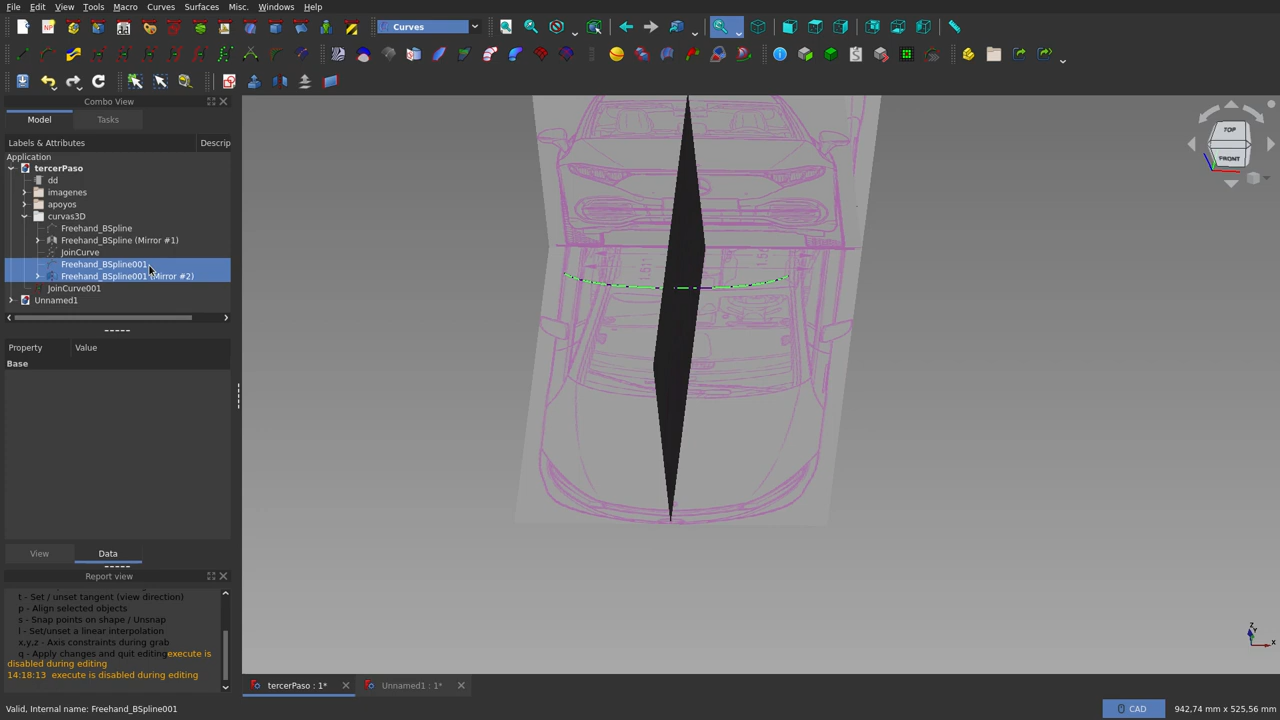 File Edit View Tools Macro Curves Surfaces Misc. Windows Help
Curves
Combo View
Model Tasks
Labels & Attributes Descrip
Application
tercerPaso
dd
imagenes
apoyos
curvas3D
Freehand_BSpline
Freehand_BSpline (Mirror #1)
JoinCurve
Freehand_BSpline001
Freehand_BSpline001 (Mirror #2)
JoinCurve001
Unnamed1
Property Value
Base
View Data
Report view
t - Set / unset tangent (view direction)
p - Align selected objects
s - Snap points on shape / Unsnap
l - Set/unset a linear interpolation
x,y,z - Axis constraints during grab
q - Apply changes and quit editingexecute is
disabled during editing
14:18:13 execute is disabled during editing
TOP
FRONT
Z
X
tercerPaso : 1* Unnamed1 : 1*
Valid, Internal name: Freehand_BSpline001
CAD 942,74 mm x 525,56 mm